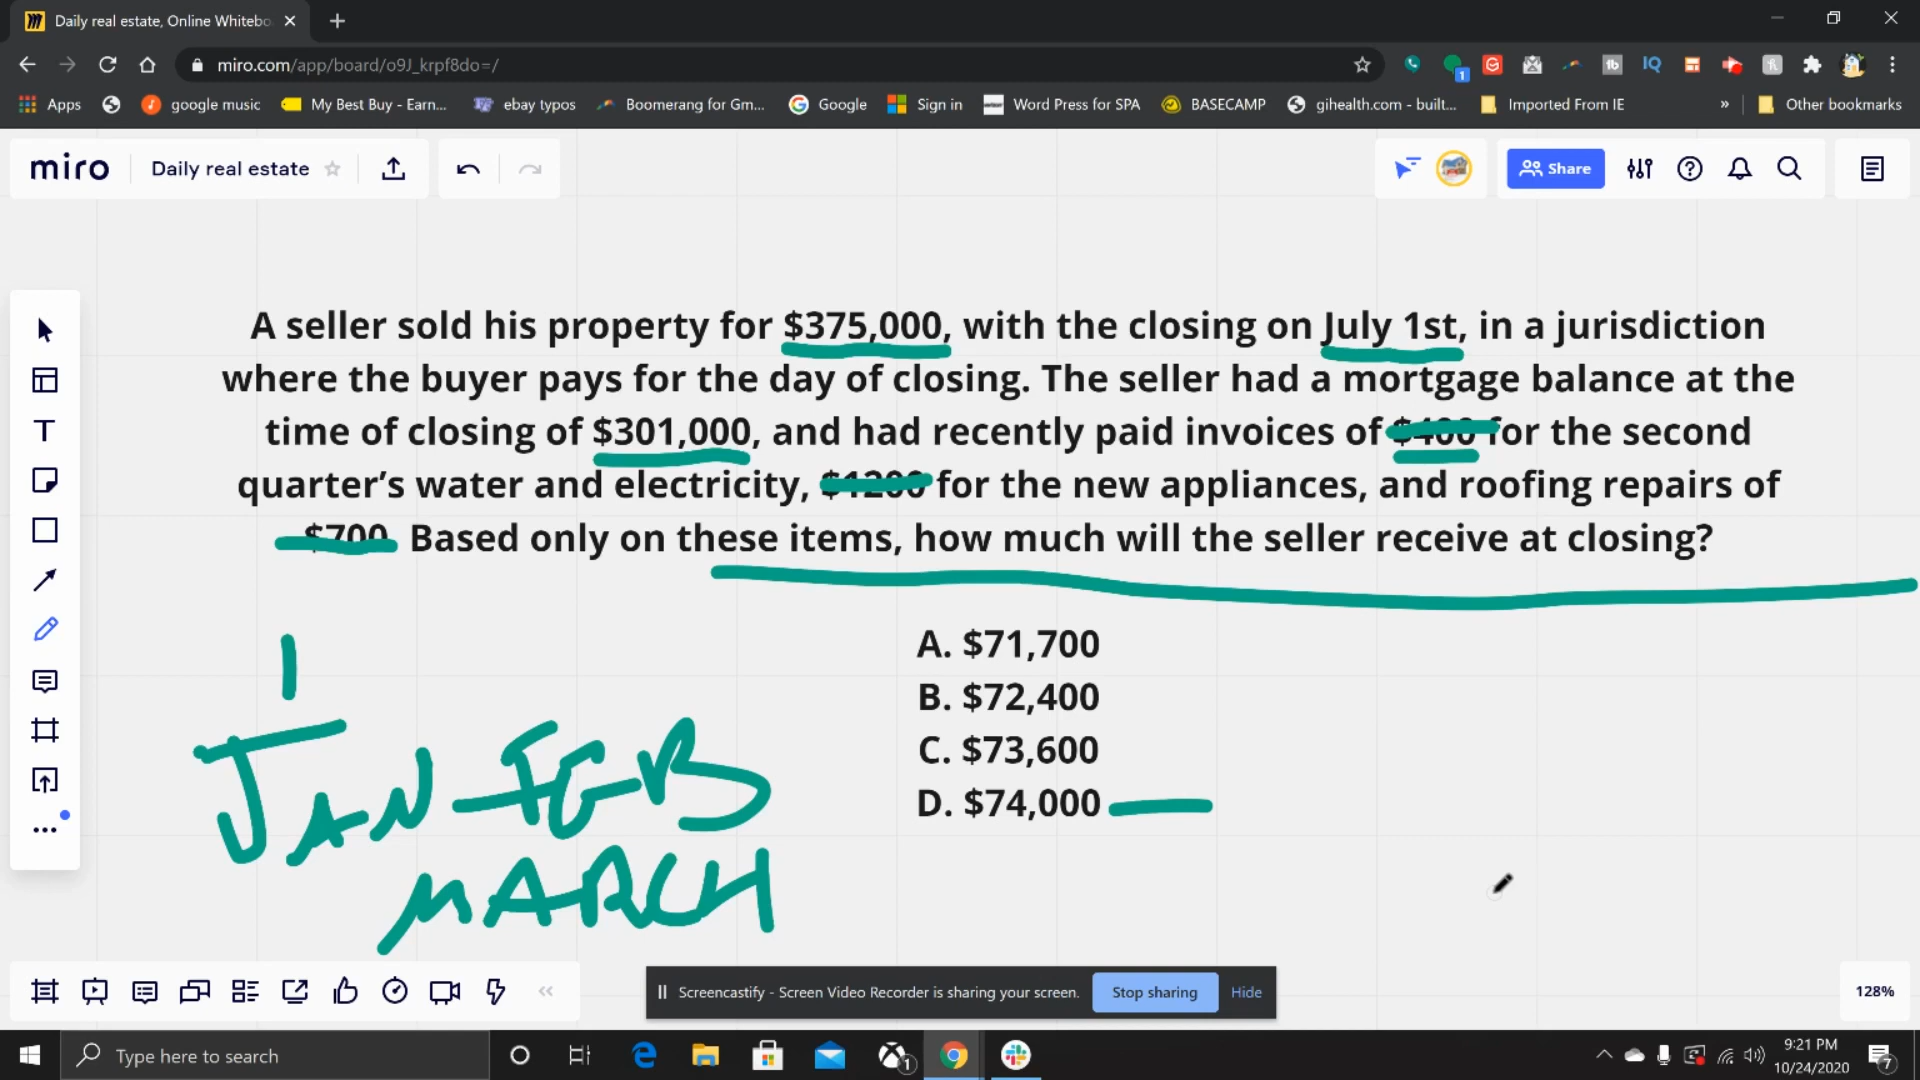 Daily real estate, Online Whitebo
miro.com/app/board/o9J_krpf8do=/
1
IQ
Apps
google music
My Best Buy - Earn...
ebay typos
Boomerang for Gm...
Google
Sign in
Word Press for SPA
BASECAMP
gihealth.com - built...
Imported From IE
»
Other bookmarks
miro
Daily real estate
Share
A seller sold his property for $375,000, with the closing on July 1st, in a jurisdiction
where the buyer pays for the day of closing. The seller had a mortgage balance at the
time of closing of $301,000, and had recently paid invoices of $400 for the second
quarter’s water and electricity, $1200 for the new appliances, and roofing repairs of
$700. Based only on these items, how much will the seller receive at closing?
A. $71,700
B. $72,400
C. $73,600
D. $74,000
1
JAN FEB
MARCH
Screencastify - Screen Video Recorder is sharing your screen.
Stop sharing
Hide
128%
Type here to search
1
9:21 PM
10/24/2020
7